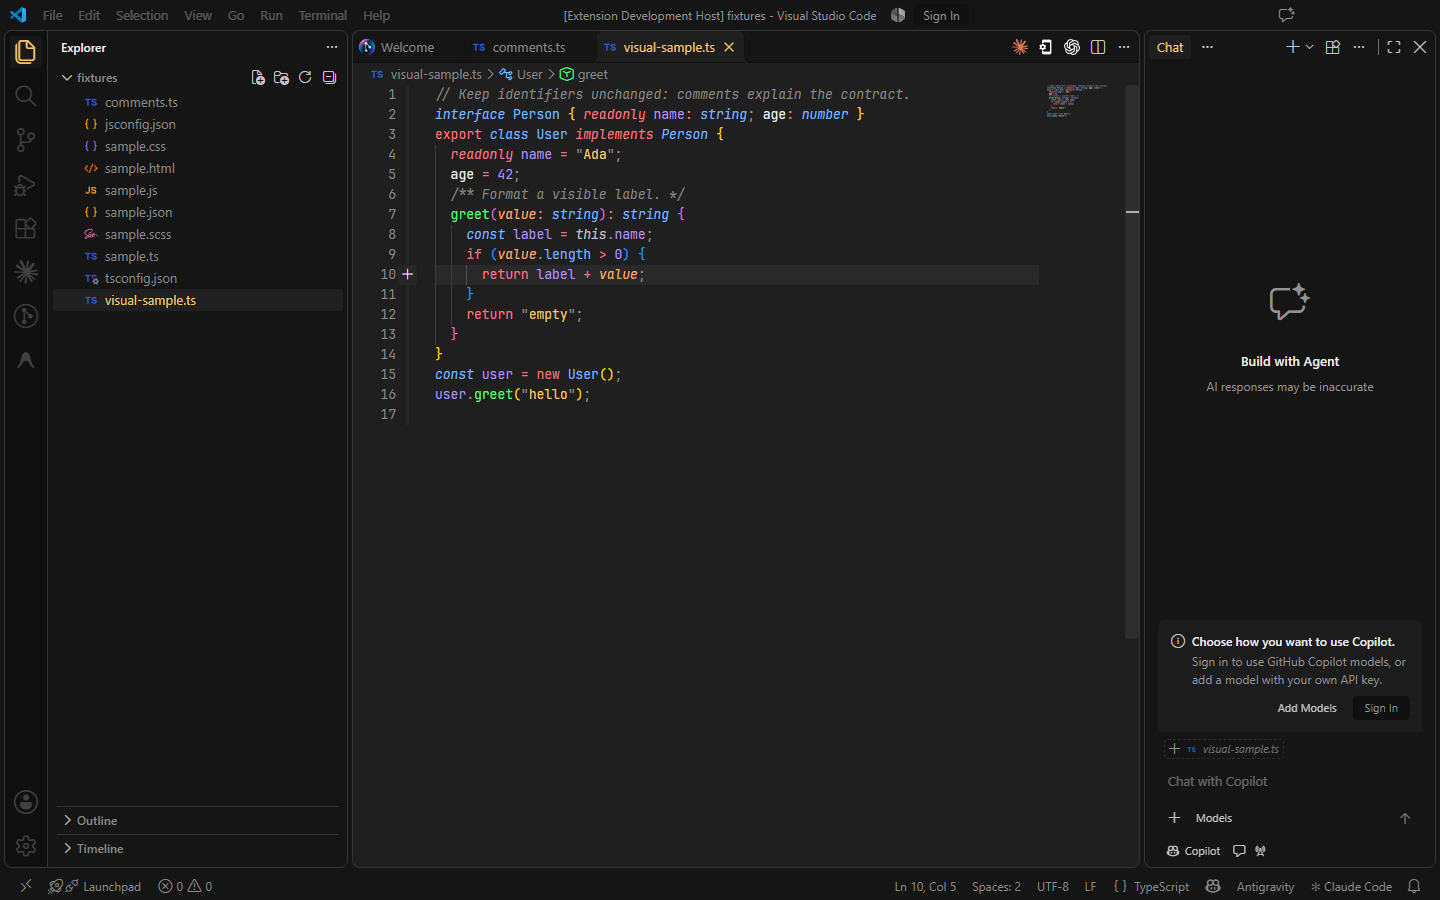 File Edit Selection View Go Run Terminal Help
[Extension Development Host] fixtures - Visual Studio Code
Sign In
Explorer
fixtures
TS comments.ts
{ } jsconfig.json
{ } sample.css
</> sample.html
JS sample.js
{ } sample.json
sample.scss
TS sample.ts
TS tsconfig.json
TS visual-sample.ts
Outline
Timeline
Welcome
TS comments.ts
TS visual-sample.ts
TS visual-sample.ts > User > greet
1 // Keep identifiers unchanged: comments explain the contract.
2 interface Person { readonly name: string; age: number }
3 export class User implements Person {
4 readonly name = "Ada";
5 age = 42;
6 /** Format a visible label. */
7 greet(value: string): string {
8 const label = this.name;
9 if (value.length > 0) {
10 return label + value;
11 }
12 return "empty";
13 }
14 }
15 const user = new User();
16 user.greet("hello");
17
Chat
Build with Agent
AI responses may be inaccurate
Choose how you want to use Copilot.
Sign in to use GitHub Copilot models, or
add a model with your own API key.
Add Models Sign In
TS visual-sample.ts
Chat with Copilot
Models
Copilot
Launchpad 0 0
Ln 10, Col 5 Spaces: 2 UTF-8 LF { } TypeScript Antigravity Claude Code